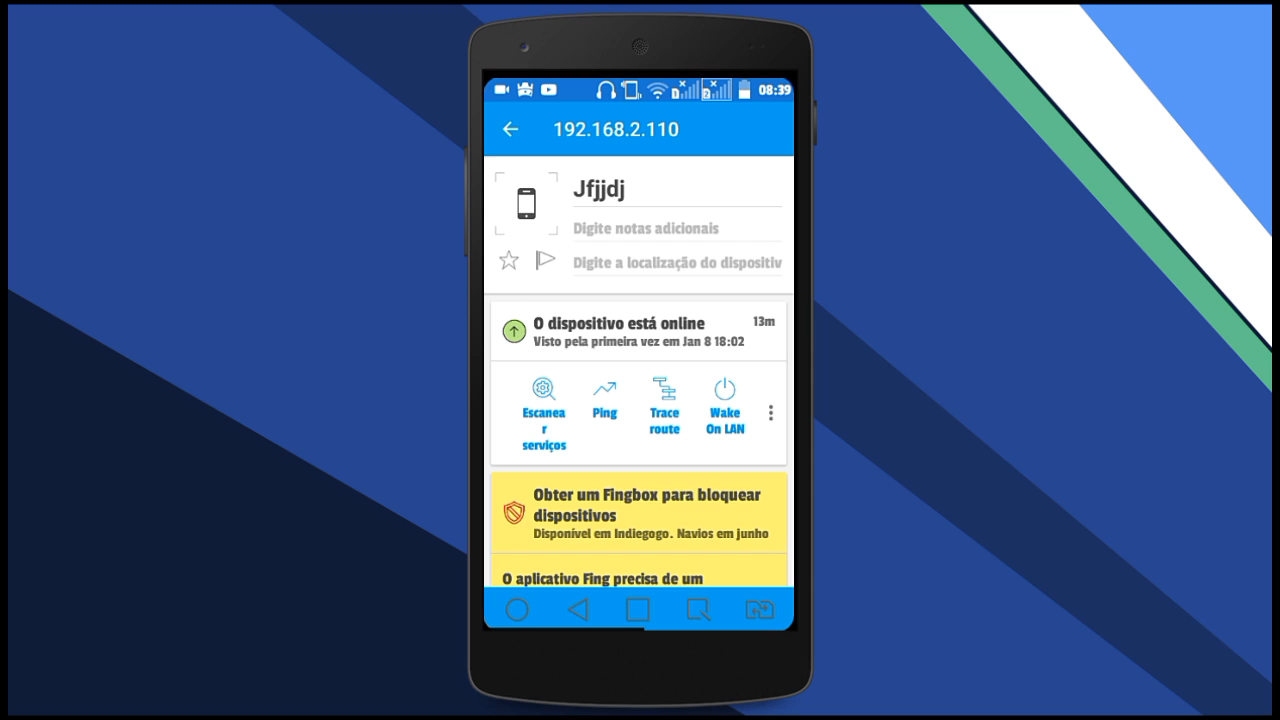 08:39
192.168.2.110
Jfjjdj
Digite notas adicionais
Digite a localização do dispositiv
O dispositivo está online
13m
Visto pela primeira vez em Jan 8 18:02
Escanea
r
serviços
Ping
Trace
route
Wake
On LAN
Obter um Fingbox para bloquear
dispositivos
Disponível em Indiegogo. Navios em junho
O aplicativo Fing precisa de um